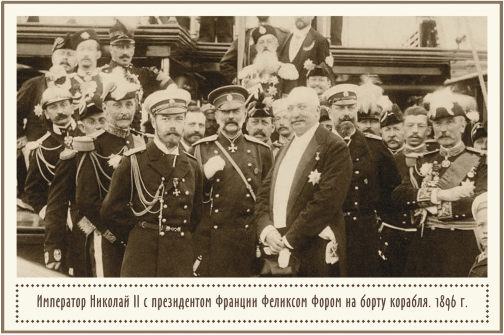 Император Николай II с президентом Франции Феликсом Фором на борту корабля. 1896 г.